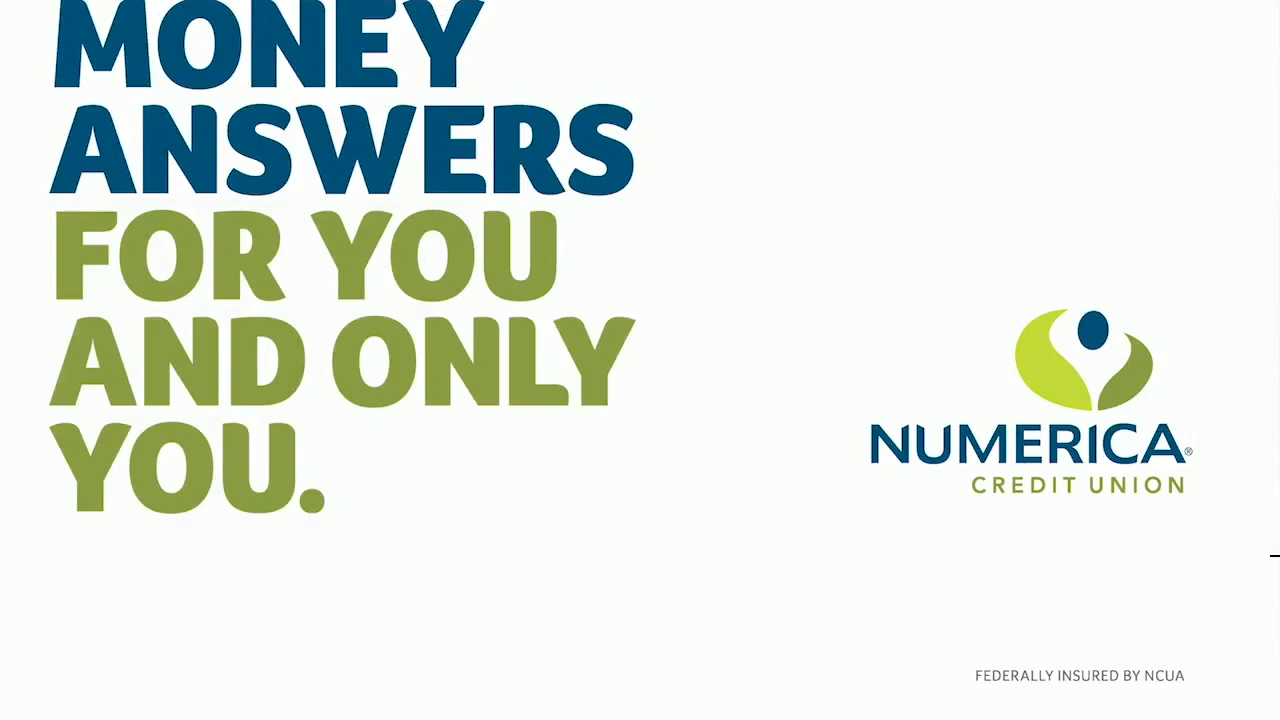 MONEY
ANSWERS
FOR YOU
AND ONLY
YOU.
NUMERICA®
CREDIT UNION
FEDERALLY INSURED BY NCUA